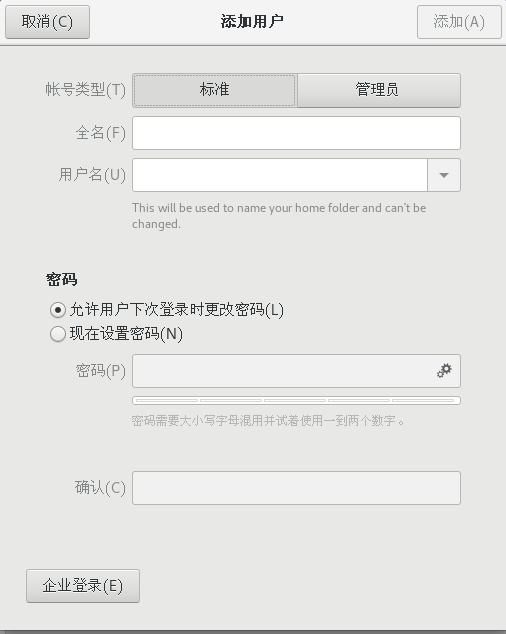 取消(C) 添加用户 添加(A)
帐号类型(T) 标准 管理员
全名(F)
用户名(U)
This will be used to name your home folder and can't be
changed.
密码
允许用户下次登录时更改密码(L)
现在设置密码(N)
密码(P)
密码需要大小写字母混用并试着使用一到两个数字。
确认(C)
企业登录(E)